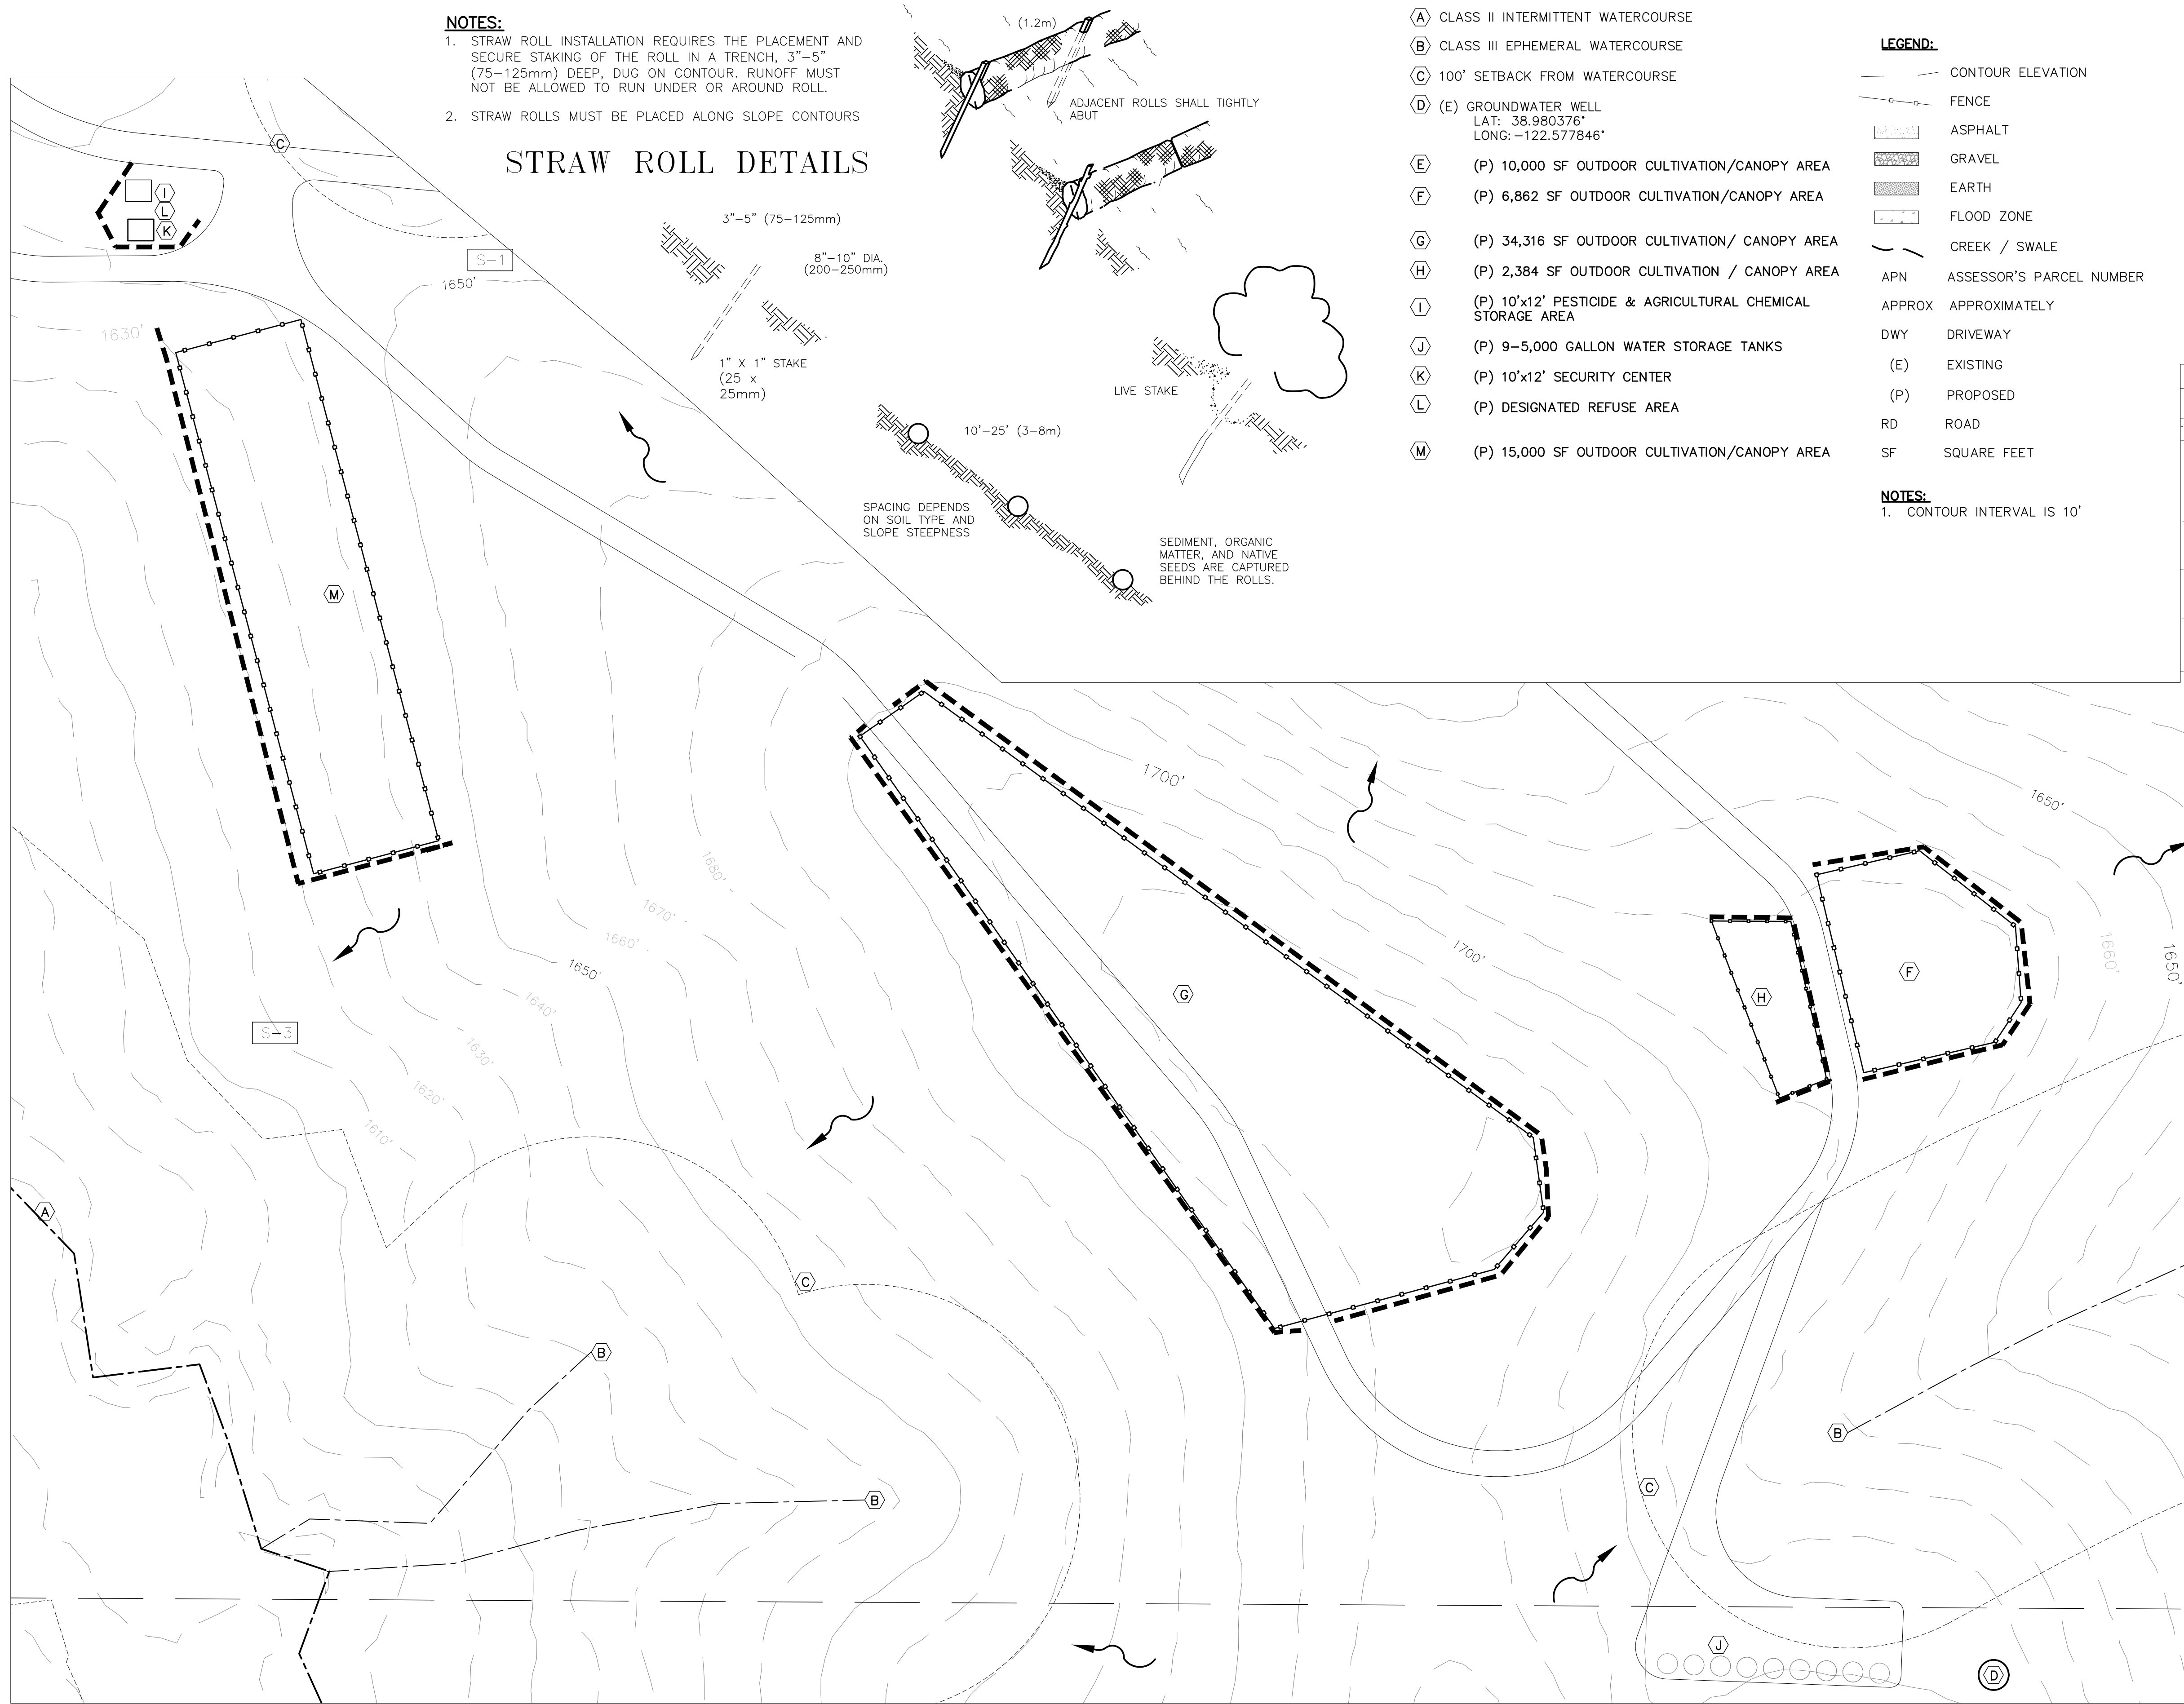 NOTES:
1. STRAW ROLL INSTALLATION REQUIRES THE PLACEMENT AND
SECURE STAKING OF THE ROLL IN A TRENCH, 3"-5"
(75-125mm) DEEP, DUG ON CONTOUR. RUNOFF MUST
NOT BE ALLOWED TO RUN UNDER OR AROUND ROLL.
2. STRAW ROLLS MUST BE PLACED ALONG SLOPE CONTOURS
STRAW ROLL DETAILS
(1.2m)
ADJACENT ROLLS SHALL TIGHTLY
ABUT
3"-5" (75-125mm)
8"-10" DIA.
(200-250mm)
1" X 1" STAKE
(25 x
25mm)
LIVE STAKE
10'-25' (3-8m)
SPACING DEPENDS
ON SOIL TYPE AND
SLOPE STEEPNESS
SEDIMENT, ORGANIC
MATTER, AND NATIVE
SEEDS ARE CAPTURED
BEHIND THE ROLLS.
A CLASS II INTERMITTENT WATERCOURSE
B CLASS III EPHEMERAL WATERCOURSE
C 100' SETBACK FROM WATERCOURSE
D (E) GROUNDWATER WELL
LAT: 38.980376°
LONG: -122.577846°
E (P) 10,000 SF OUTDOOR CULTIVATION/CANOPY AREA
F (P) 6,862 SF OUTDOOR CULTIVATION/CANOPY AREA
G (P) 34,316 SF OUTDOOR CULTIVATION/ CANOPY AREA
H (P) 2,384 SF OUTDOOR CULTIVATION / CANOPY AREA
I (P) 10'x12' PESTICIDE & AGRICULTURAL CHEMICAL
STORAGE AREA
J (P) 9-5,000 GALLON WATER STORAGE TANKS
K (P) 10'x12' SECURITY CENTER
L (P) DESIGNATED REFUSE AREA
M (P) 15,000 SF OUTDOOR CULTIVATION/CANOPY AREA
LEGEND:
CONTOUR ELEVATION
FENCE
ASPHALT
GRAVEL
EARTH
FLOOD ZONE
CREEK / SWALE
APN ASSESSOR'S PARCEL NUMBER
APPROX APPROXIMATELY
DWY DRIVEWAY
(E) EXISTING
(P) PROPOSED
RD ROAD
SF SQUARE FEET
NOTES:
1. CONTOUR INTERVAL IS 10'
C
I
L
K
S-1
1650'
1630'
M
1700'
1650'
1680'
1670'
1660'
1650'
1640'
1630'
1620'
1610'
S-3
1700'
G
H
F
1660'
1650'
A
C
B
B
B
C
J
D